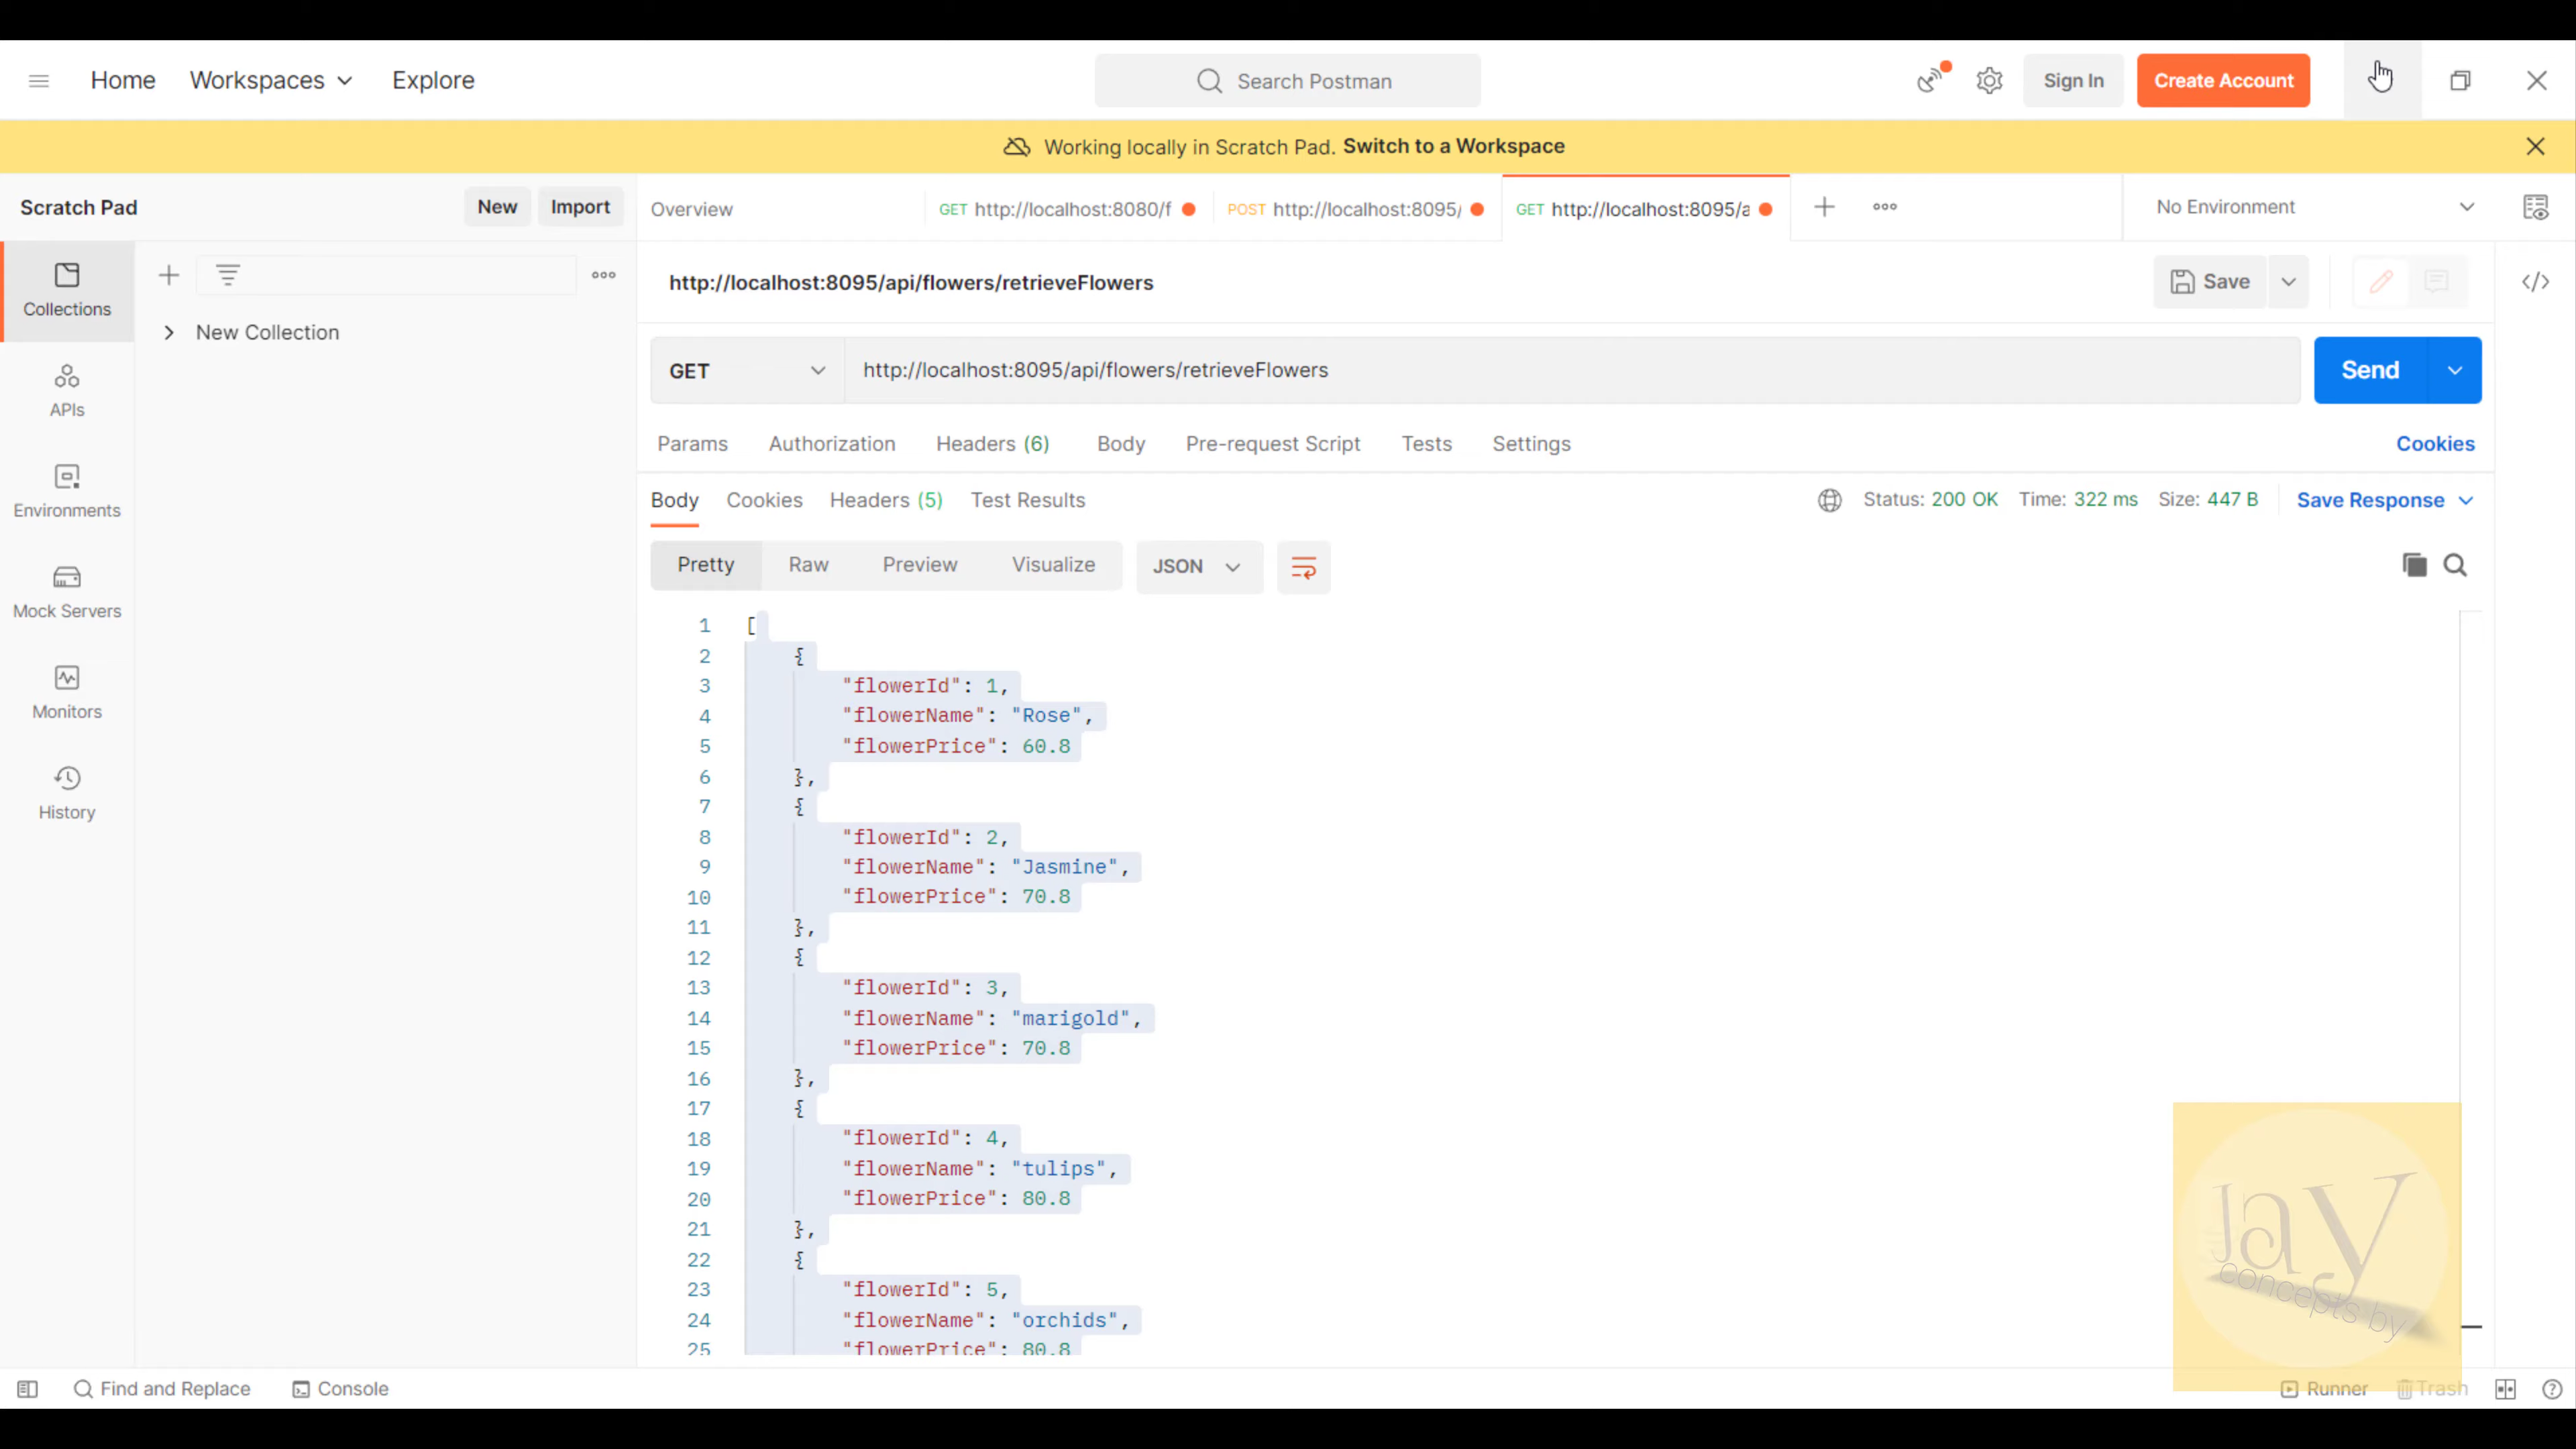 Home Workspaces Explore Search Postman Sign In Create Account
Working locally in Scratch Pad. Switch to a Workspace
Scratch Pad New Import Overview GET http://localhost:8080/f POST http://localhost:8095/ GET http://localhost:8095/a No Environment
Collections
APIs
Environments
Mock Servers
Monitors
History
New Collection
http://localhost:8095/api/flowers/retrieveFlowers Save
GET http://localhost:8095/api/flowers/retrieveFlowers Send
Params Authorization Headers (6) Body Pre-request Script Tests Settings Cookies
Body Cookies Headers (5) Test Results Status: 200 OK Time: 322 ms Size: 447 B Save Response
Pretty Raw Preview Visualize JSON
1 [
2 {
3 "flowerId": 1,
4 "flowerName": "Rose",
5 "flowerPrice": 60.8
6 },
7 {
8 "flowerId": 2,
9 "flowerName": "Jasmine",
10 "flowerPrice": 70.8
11 },
12 {
13 "flowerId": 3,
14 "flowerName": "marigold",
15 "flowerPrice": 70.8
16 },
17 {
18 "flowerId": 4,
19 "flowerName": "tulips",
20 "flowerPrice": 80.8
21 },
22 {
23 "flowerId": 5,
24 "flowerName": "orchids",
25 "flowerPrice": 80.8
Jay
concepts by
Find and Replace Console Runner Trash